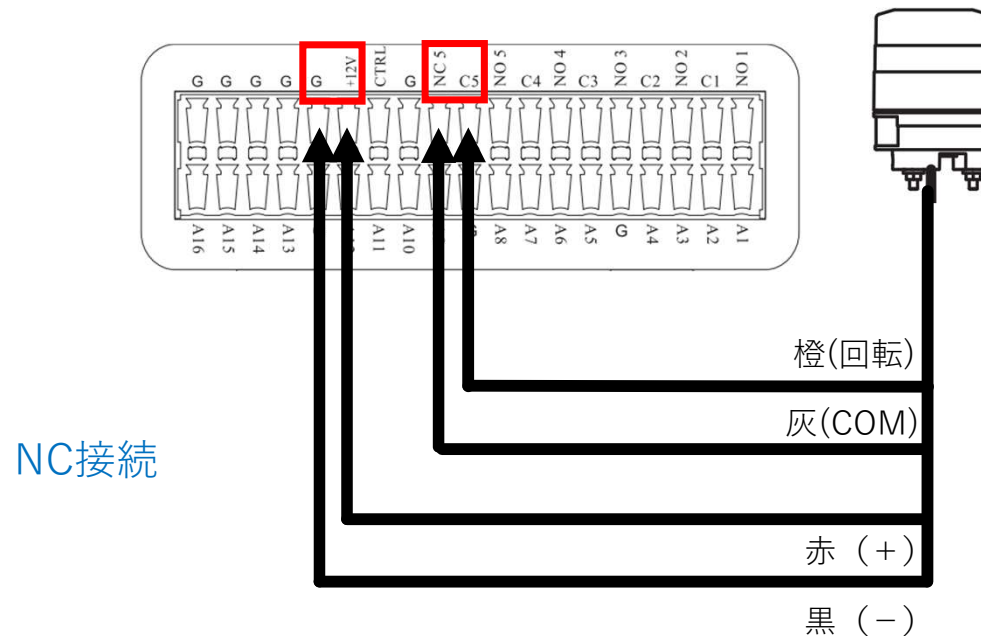 G G G G G +12V CTRL G NC 5 C5 NO 5 C4 NO 4 C3 NO 3 C2 NO 2 C1 NO 1
A16 A15 A14 A13 A11 A10 A8 A7 A6 A5 G A4 A3 A2 A1
橙(回転)
灰(COM)
NC接続
赤（+）
黒（−）